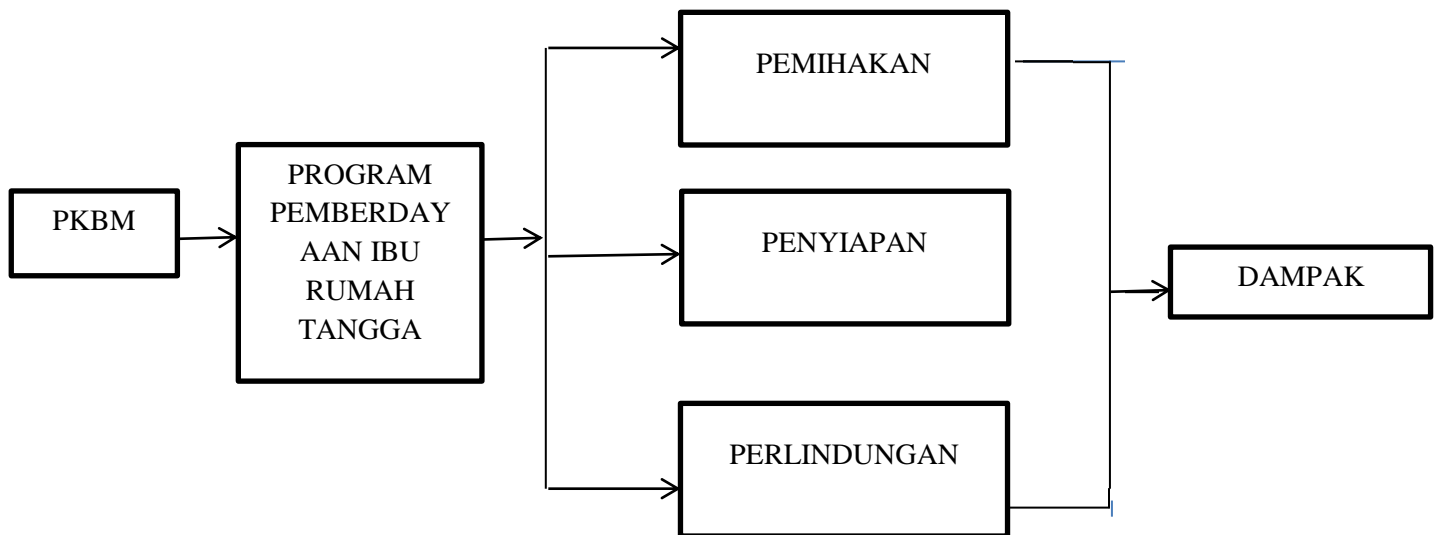 PKBM
PROGRAM
PEMBERDAY
AAN IBU
RUMAH
TANGGA
PEMIHAKAN
PENYIAPAN
PERLINDUNGAN
DAMPAK